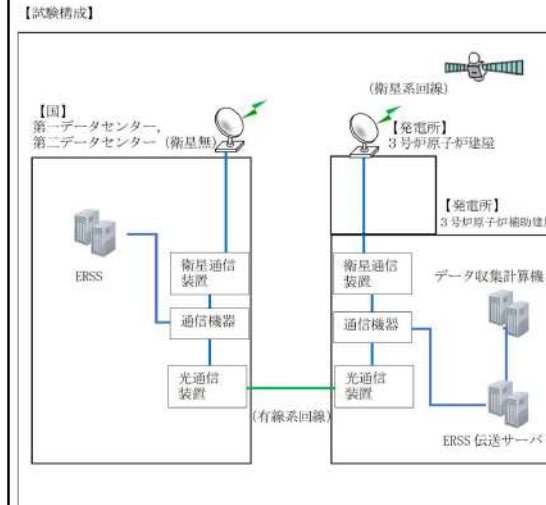 【試験構成】
(衛星系回線)
【国】
第一データセンター，
第二データセンター（衛星無）
【発電所】
3号炉原子炉建屋
【発電所】
3号炉原子炉補助建屋
ERSS
衛星通信
装置
通信機器
光通信
装置
(有線系回線)
衛星通信
装置
通信機器
光通信
装置
データ収集計算機
ERSS 伝送サーバ